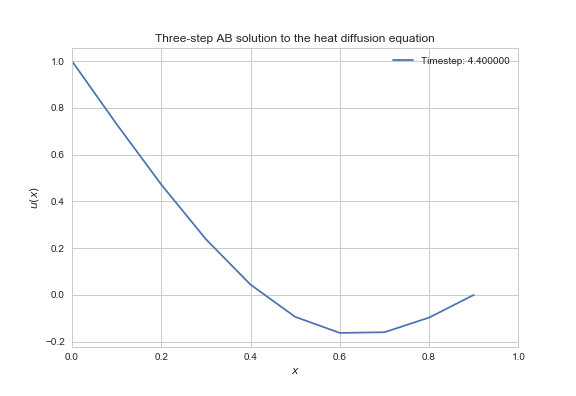 Three-step AB solution to the heat diffusion equation
Timestep: 4.400000
1.0
0.8
0.6
0.4
0.2
0.0
−0.2
u(x)
0.0 0.2 0.4 0.6 0.8 1.0
x